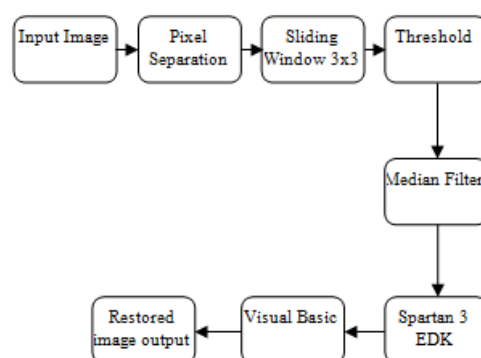 Input Image
Pixel
Separation
Sliding
Window 3x3
Threshold
Median Filter
Spartan 3
EDK
Visual Basic
Restored
image output